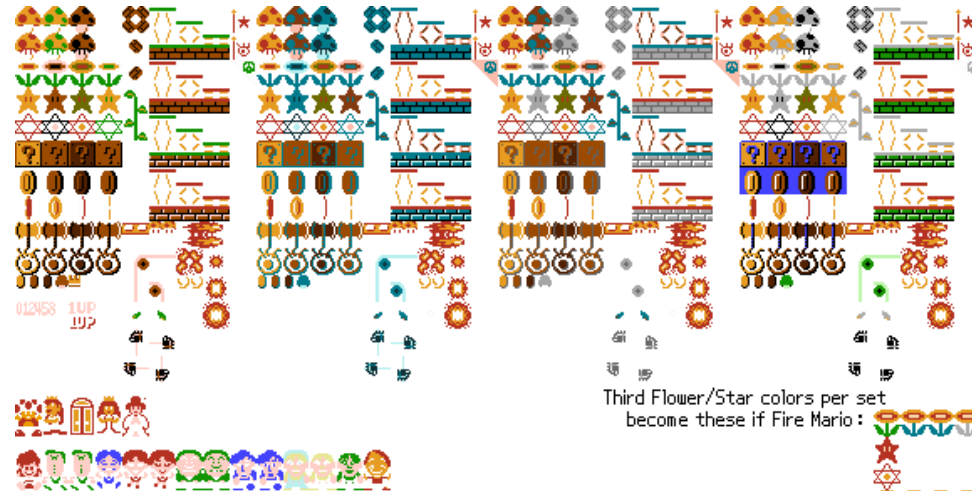 ? ? ? ?
? ? ? ?
? ? ? ?
? ? ? ?
012458 1UP
1UP
Third Flower/Star colors per set
become these if Fire Mario: